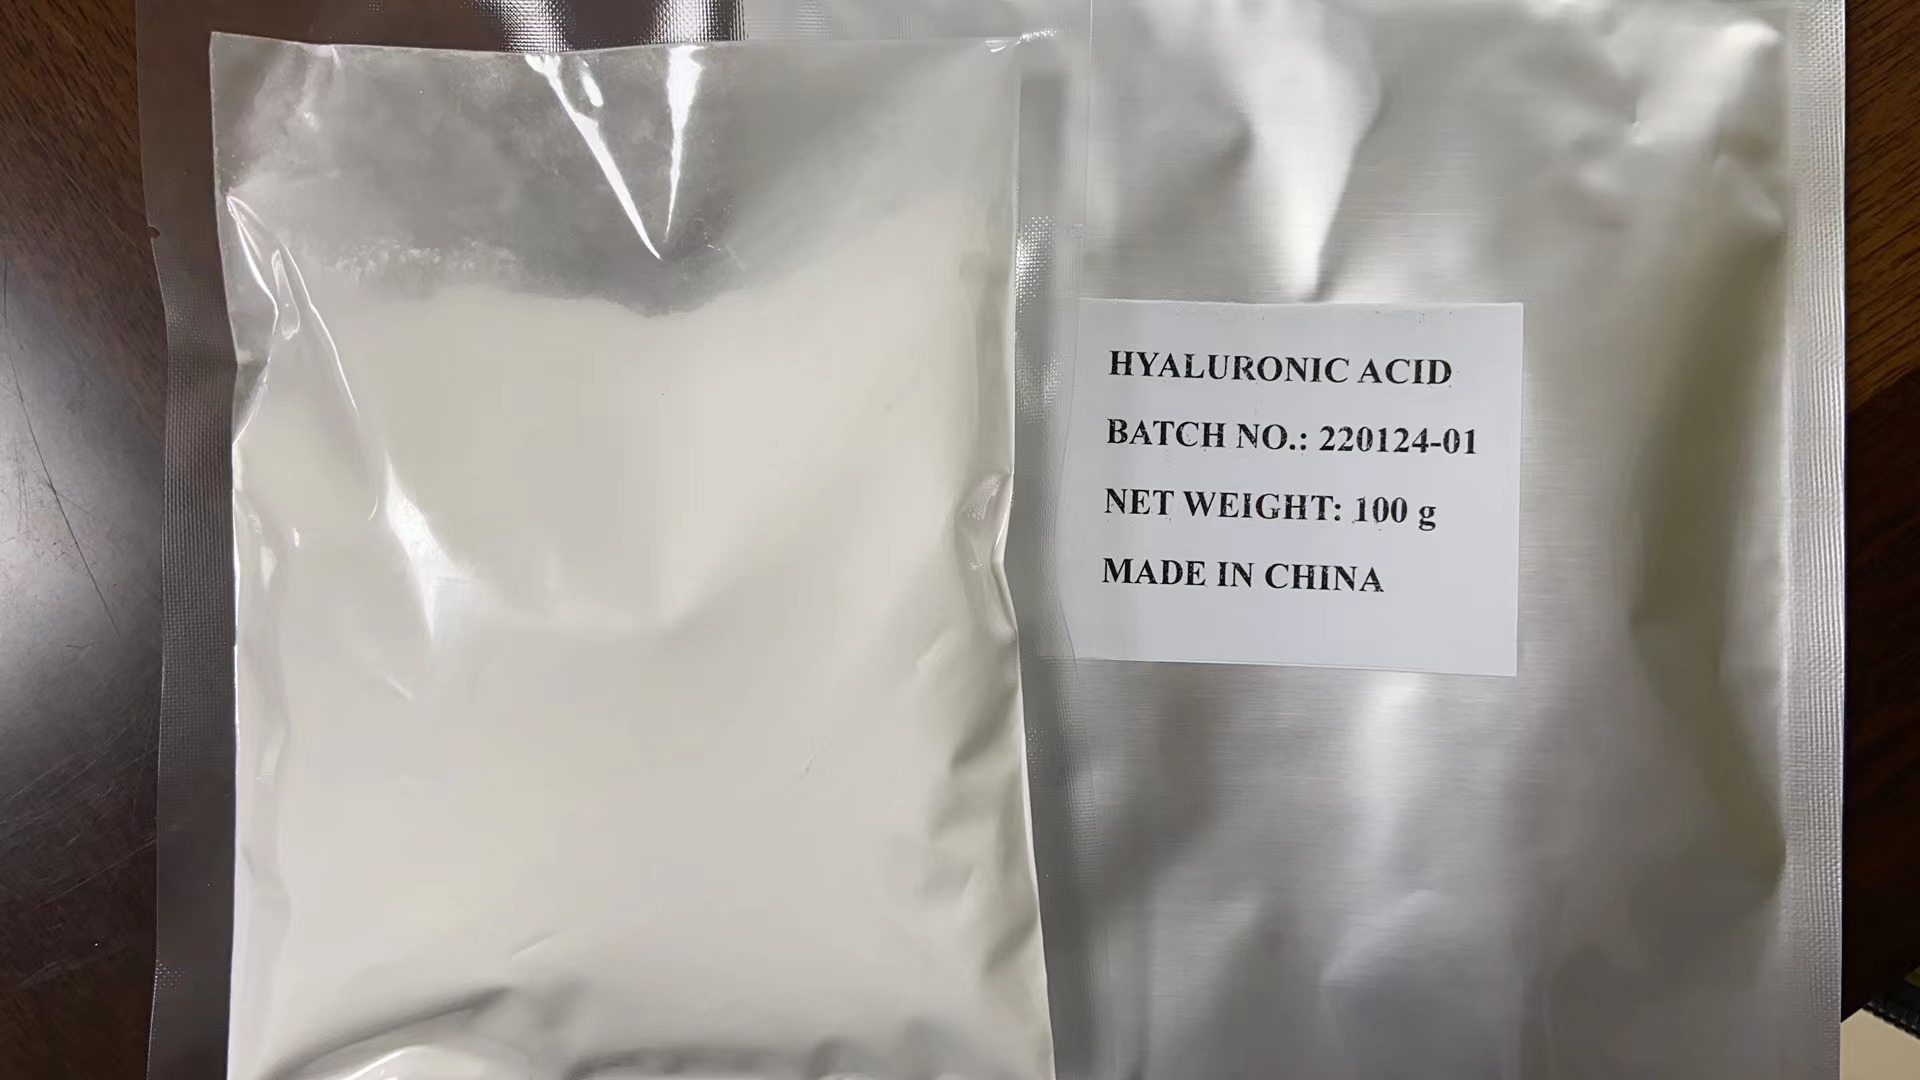 HYALURONIC ACID
BATCH NO.: 220124-01
NET WEIGHT: 100 g
MADE IN CHINA